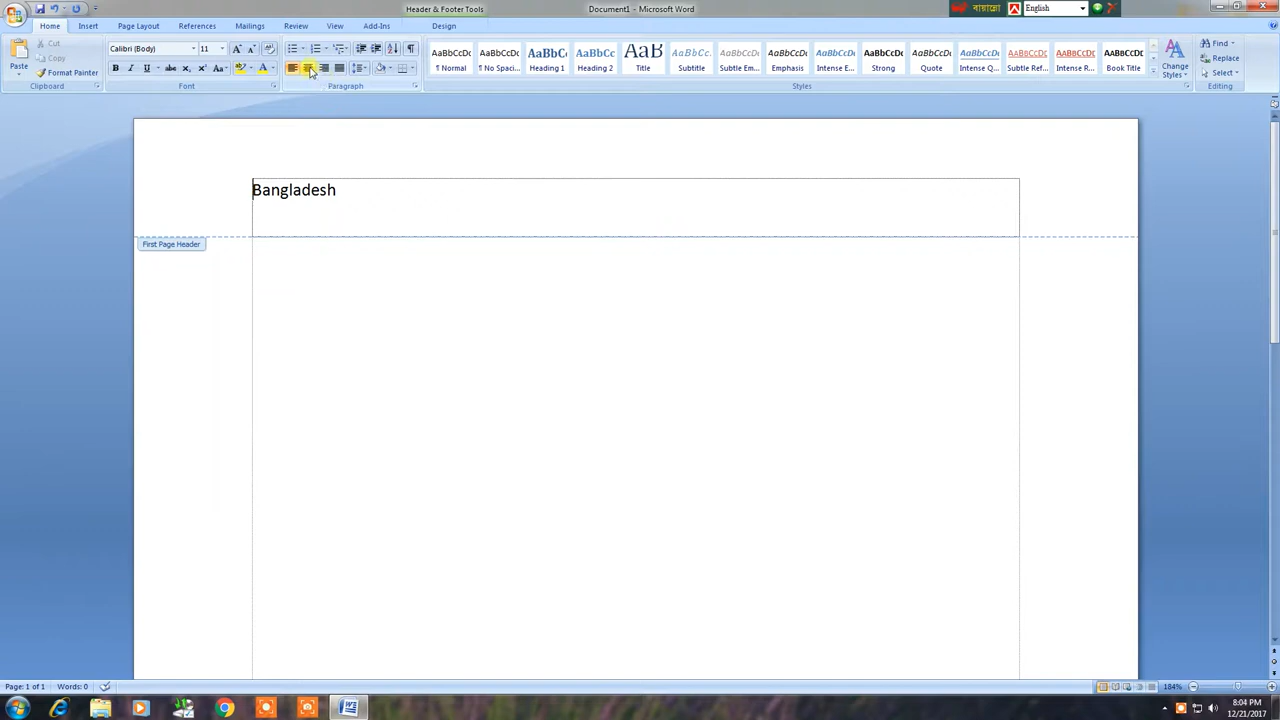 Header & Footer Tools
Document1 - Microsoft Word
বায়ান্নো
English
Home
Insert
Page Layout
References
Mailings
Review
View
Add-Ins
Design
Paste
Cut
Copy
Format Painter
Clipboard
Calibri (Body)
11
Font
Paragraph
AaBbCcDc
¶ Normal
AaBbCcDc
¶ No Spaci...
AaBbC
Heading 1
AaBbCc
Heading 2
AaB
Title
AaBbCc.
Subtitle
AaBbCcDc
Subtle Em...
AaBbCcDc
Emphasis
AaBbCcDc
Intense E...
AaBbCcDc
Strong
AaBbCcDc
Quote
AaBbCcDc
Intense Q...
AaBbCcDc
Subtle Ref...
AaBbCcDc
Intense R...
AaBbCcDc
Book Title
Change
Styles
Styles
Find
Replace
Select
Editing
Bangladesh
First Page Header
Page: 1 of 1
Words: 0
184%
8:04 PM
12/21/2017